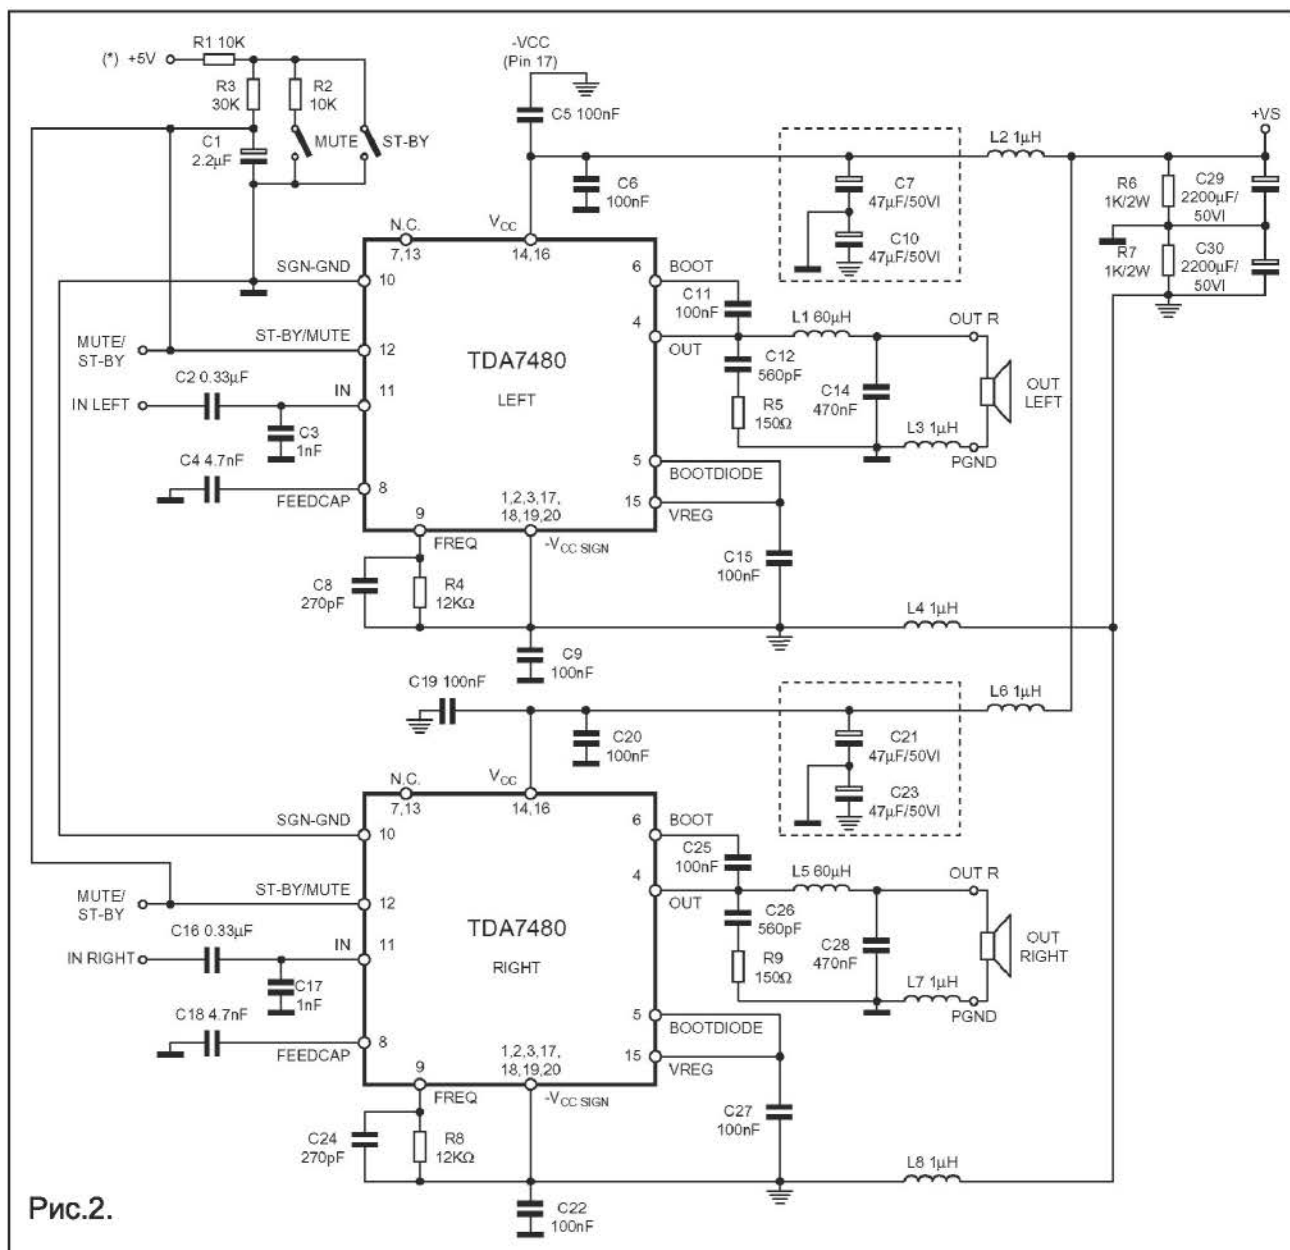 R1 10K
(*) +5V
R3
30K
R2
10K
C1
2.2μF
MUTE
ST-BY
-VCC
(Pin 17)
C5 100nF
C6
100nF
C7
47μF/50Vl
C10
47μF/50Vl
L2 1μH
+VS
R6
1K/2W
C29
2200μF/
50Vl
R7
1K/2W
C30
2200μF/
50Vl
N.C.
7,13
VCC
14,16
SGN-GND
10
6
BOOT
C11
100nF
4
OUT
L1 60μH
OUT R
MUTE/
ST-BY
ST-BY/MUTE
12
TDA7480
LEFT
C12
560pF
C14
470nF
OUT
LEFT
C2 0.33μF
IN LEFT
IN
11
R5
150Ω
C3
1nF
L3 1μH
PGND
C4 4.7nF
8
FEEDCAP
5
BOOTDIODE
15
VREG
1,2,3,17,
18,19,20
9
FREQ
-VCC SIGN
C15
100nF
C8
270pF
R4
12KΩ
L4 1μH
C9
100nF
C19 100nF
C20
100nF
C21
47μF/50Vl
C23
47μF/50Vl
L6 1μH
N.C.
7,13
VCC
14,16
SGN-GND
10
6
BOOT
C25
100nF
4
OUT
L5 60μH
OUT R
MUTE/
ST-BY
ST-BY/MUTE
12
TDA7480
RIGHT
C26
560pF
C28
470nF
OUT
RIGHT
C16 0.33μF
IN RIGHT
IN
11
R9
150Ω
C17
1nF
L7 1μH
PGND
C18 4.7nF
8
FEEDCAP
5
BOOTDIODE
15
VREG
1,2,3,17,
18,19,20
9
FREQ
-VCC SIGN
C27
100nF
C24
270pF
R8
12KΩ
L8 1μH
C22
100nF
Рис.2.